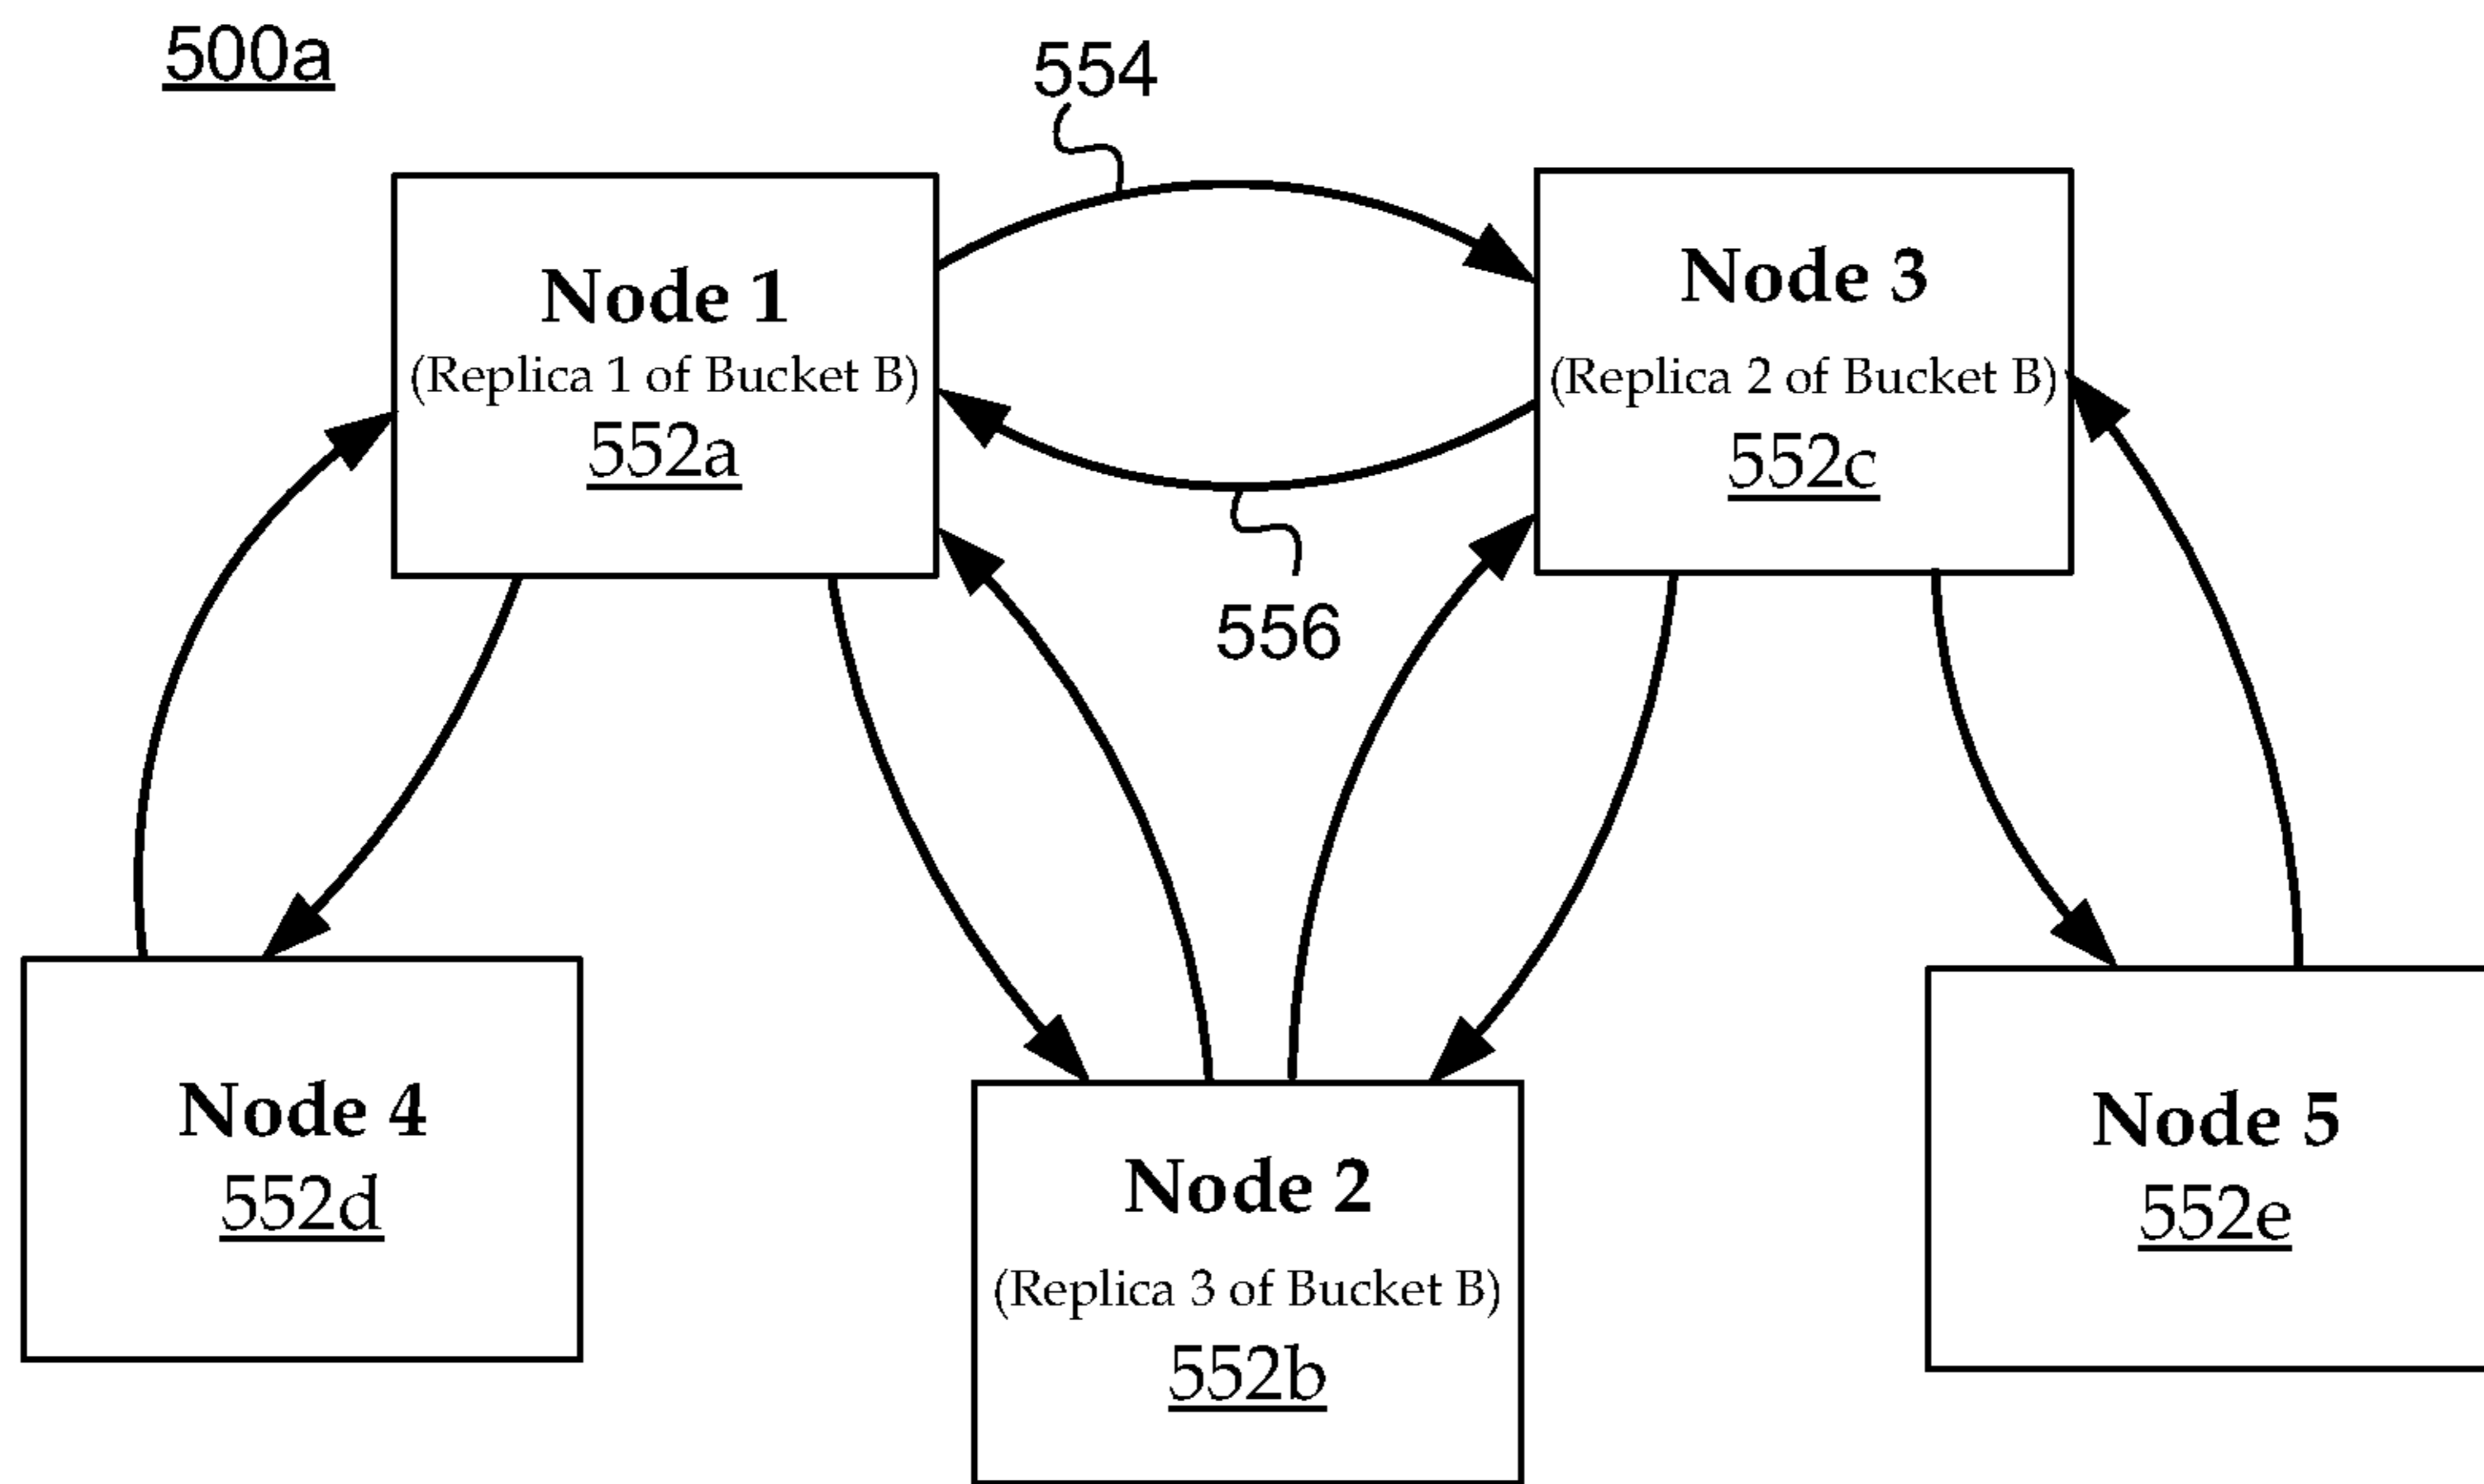 500a
554
Node 1
(Replica 1 of Bucket B)
552a
Node 3
(Replica 2 of Bucket B)
552c
556
Node 4
552d
Node 2
(Replica 3 of Bucket B)
552b
Node 5
552e